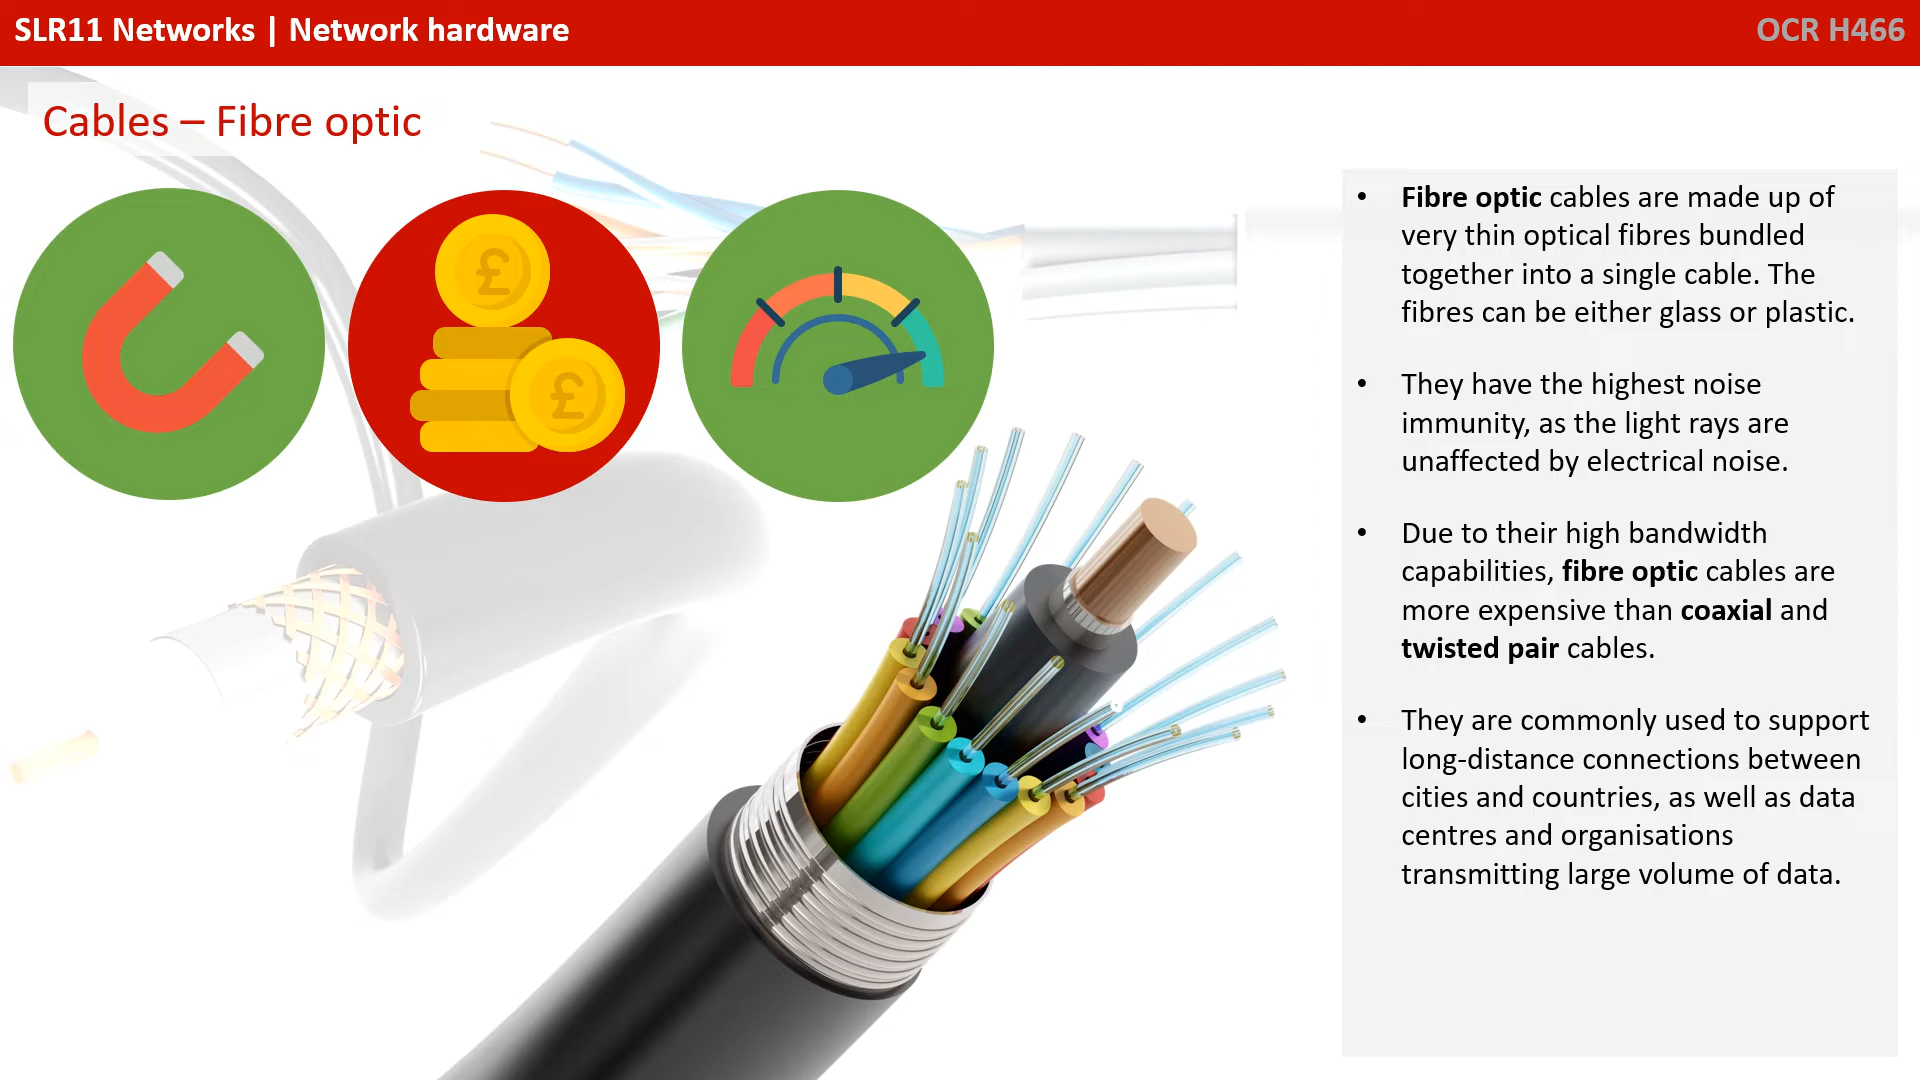 SLR11 Networks | Network hardware
OCR H466
Cables – Fibre optic
• Fibre optic cables are made up of
very thin optical fibres bundled
together into a single cable. The
fibres can be either glass or plastic.
• They have the highest noise
immunity, as the light rays are
unaffected by electrical noise.
• Due to their high bandwidth
capabilities, fibre optic cables are
more expensive than coaxial and
twisted pair cables.
• They are commonly used to support
long-distance connections between
cities and countries, as well as data
centres and organisations
transmitting large volume of data.
£
£